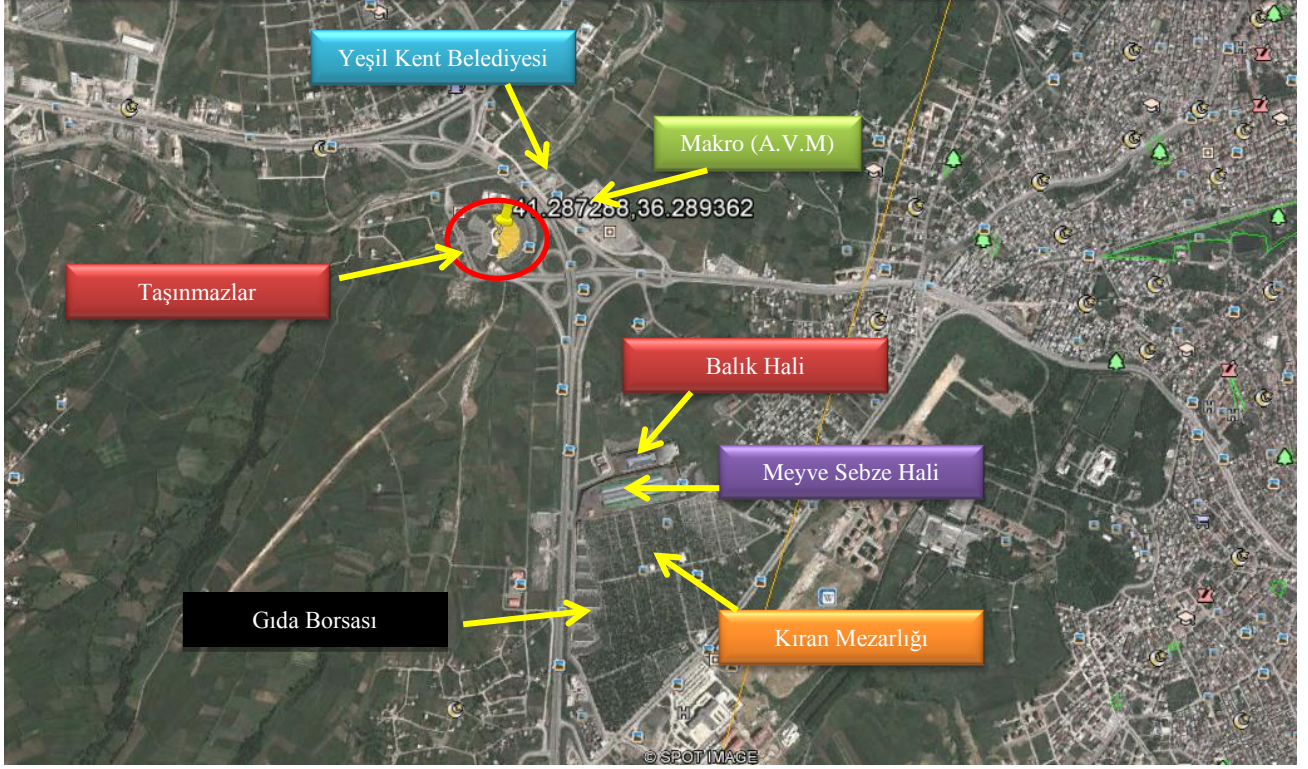 Yeşil Kent Belediyesi
Makro (A.V.M)
41.287288,36.289362
Taşınmazlar
Balık Hali
Meyve Sebze Hali
Gıda Borsası
Kıran Mezarlığı
© SPOT IMAGE